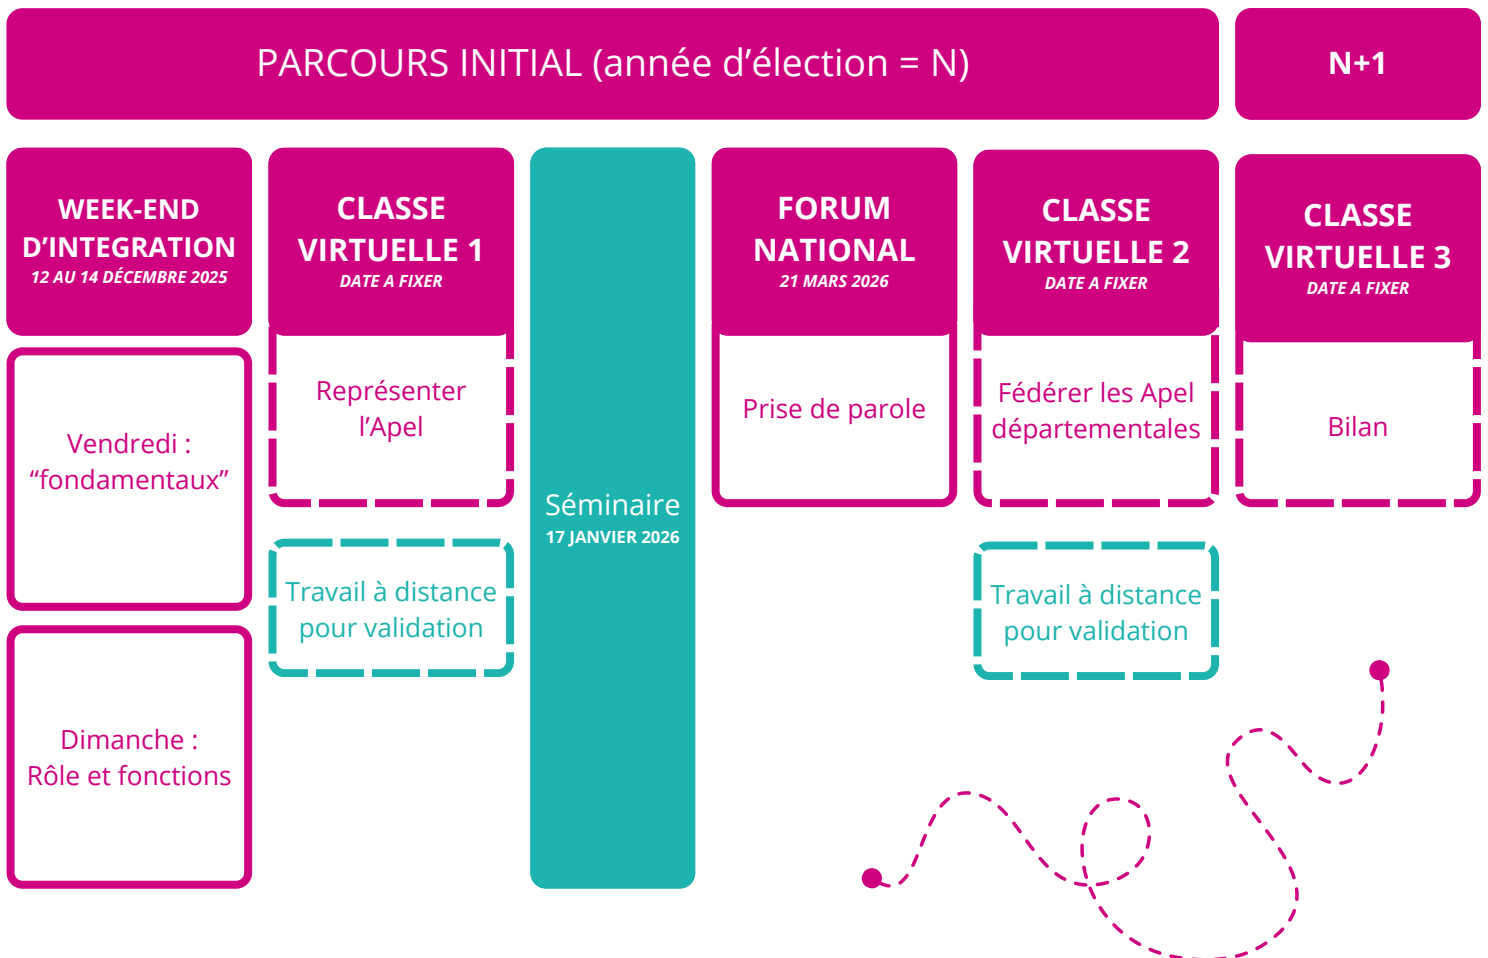 PARCOURS INITIAL (année d’élection = N)
N+1
WEEK-END
D’INTEGRATION
12 AU 14 DÉCEMBRE 2025
Vendredi :
“fondamentaux”
Dimanche :
Rôle et fonctions
CLASSE
VIRTUELLE 1
DATE A FIXER
Représenter
l’Apel
Travail à distance
pour validation
Séminaire
17 JANVIER 2026
FORUM
NATIONAL
21 MARS 2026
Prise de parole
CLASSE
VIRTUELLE 2
DATE A FIXER
Fédérer les Apel
départementales
Travail à distance
pour validation
CLASSE
VIRTUELLE 3
DATE A FIXER
Bilan